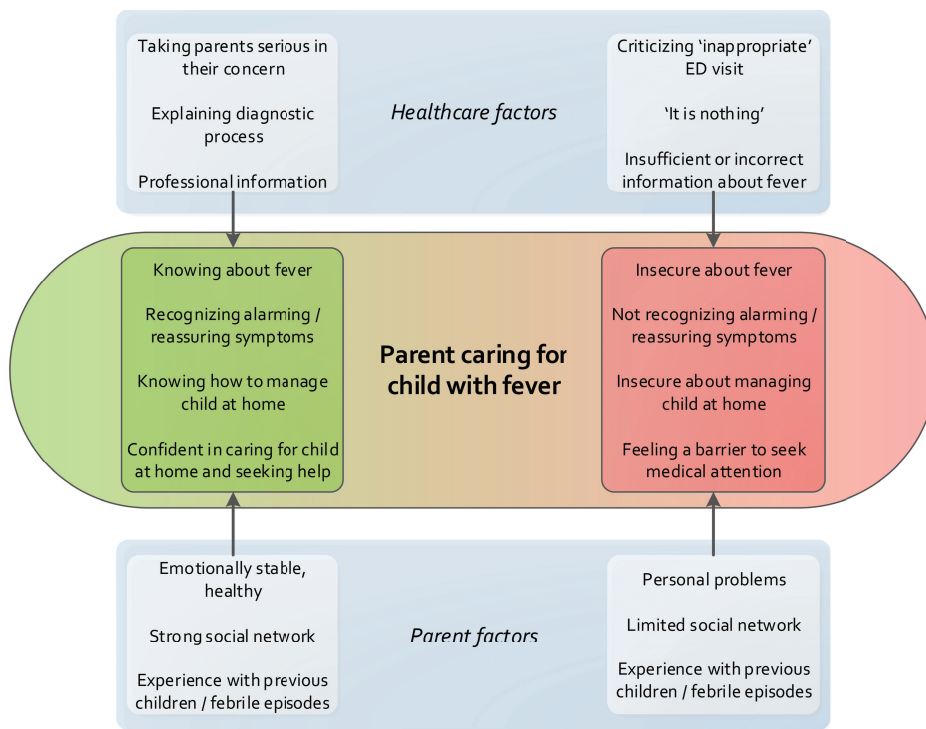 Taking parents serious in
their concern
Explaining diagnostic
process
Professional information
Healthcare factors
Criticizing ‘inappropriate’
ED visit
‘It is nothing’
Insufficient or incorrect
information about fever
Knowing about fever
Recognizing alarming /
reassuring symptoms
Knowing how to manage
child at home
Confident in caring for child
at home and seeking help
Parent caring for
child with fever
Insecure about fever
Not recognizing alarming /
reassuring symptoms
Insecure about managing
child at home
Feeling a barrier to seek
medical attention
Emotionally stable,
healthy
Strong social network
Experience with previous
children / febrile episodes
Parent factors
Personal problems
Limited social network
Experience with previous
children / febrile episodes